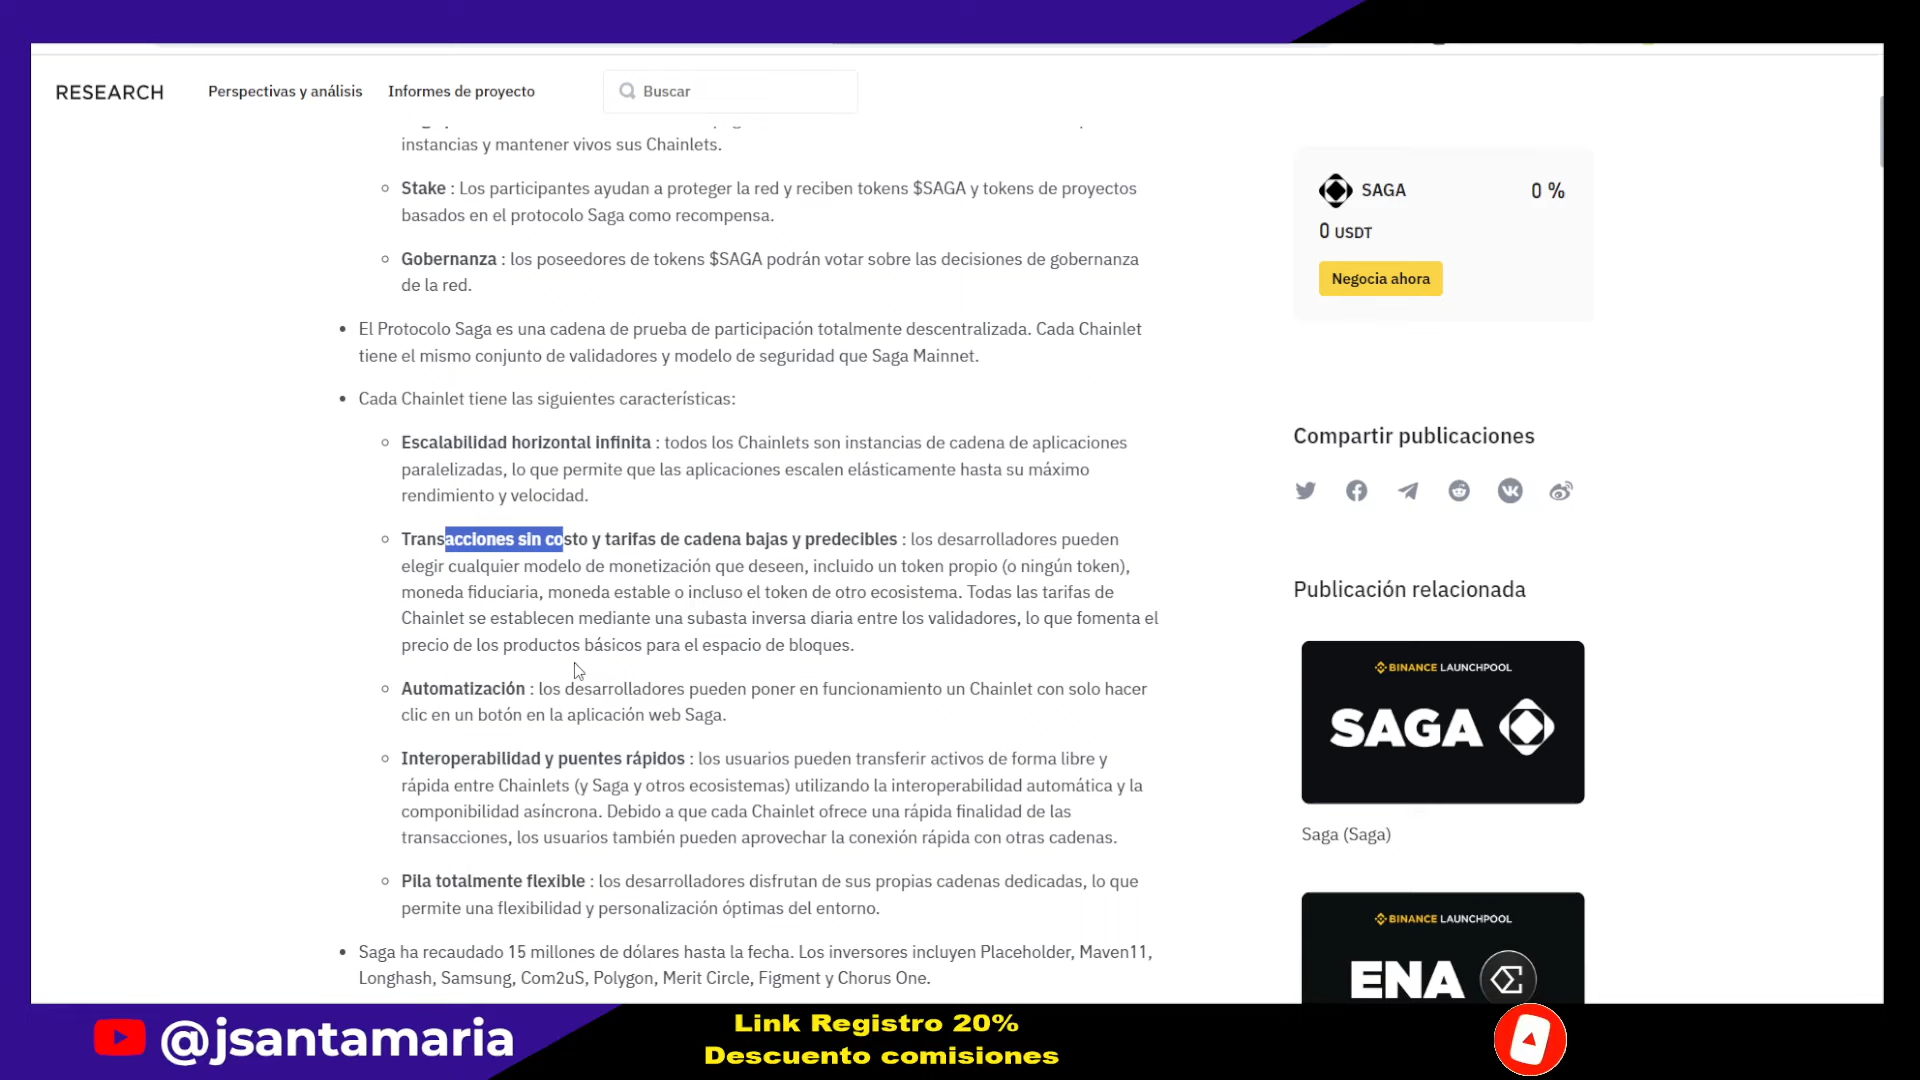 RESEARCH
Perspectivas y análisis
Informes de proyecto
Buscar
instancias y mantener vivos sus Chainlets.
Stake : Los participantes ayudan a proteger la red y reciben tokens $SAGA y tokens de proyectos
basados en el protocolo Saga como recompensa.
Gobernanza : los poseedores de tokens $SAGA podrán votar sobre las decisiones de gobernanza
de la red.
El Protocolo Saga es una cadena de prueba de participación totalmente descentralizada. Cada Chainlet
tiene el mismo conjunto de validadores y modelo de seguridad que Saga Mainnet.
Cada Chainlet tiene las siguientes características:
Escalabilidad horizontal infinita : todos los Chainlets son instancias de cadena de aplicaciones
paralelizadas, lo que permite que las aplicaciones escalen elásticamente hasta su máximo
rendimiento y velocidad.
Transacciones sin costo y tarifas de cadena bajas y predecibles : los desarrolladores pueden
elegir cualquier modelo de monetización que deseen, incluido un token propio (o ningún token),
moneda fiduciaria, moneda estable o incluso el token de otro ecosistema. Todas las tarifas de
Chainlet se establecen mediante una subasta inversa diaria entre los validadores, lo que fomenta el
precio de los productos básicos para el espacio de bloques.
Automatización : los desarrolladores pueden poner en funcionamiento un Chainlet con solo hacer
clic en un botón en la aplicación web Saga.
Interoperabilidad y puentes rápidos : los usuarios pueden transferir activos de forma libre y
rápida entre Chainlets (y Saga y otros ecosistemas) utilizando la interoperabilidad automática y la
componibilidad asíncrona. Debido a que cada Chainlet ofrece una rápida finalidad de las
transacciones, los usuarios también pueden aprovechar la conexión rápida con otras cadenas.
Pila totalmente flexible : los desarrolladores disfrutan de sus propias cadenas dedicadas, lo que
permite una flexibilidad y personalización óptimas del entorno.
Saga ha recaudado 15 millones de dólares hasta la fecha. Los inversores incluyen Placeholder, Maven11,
Longhash, Samsung, Com2uS, Polygon, Merit Circle, Figment y Chorus One.
SAGA
0 %
0 USDT
Negocia ahora
Compartir publicaciones
Publicación relacionada
BINANCE LAUNCHPOOL
SAGA
Saga (Saga)
BINANCE LAUNCHPOOL
ENA
@jsantamaria
Link Registro 20%
Descuento comisiones